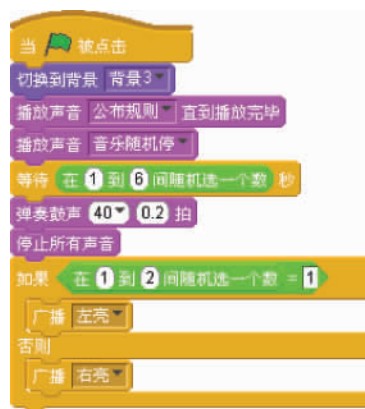 当 被点击
切换到背景 背景3
播放声音 公布规则 直到播放完毕
播放声音 音乐随机停
等待 在 1 到 6 间随机选一个数 秒
弹奏鼓声 40 0.2 拍
停止所有声音
如果 在 1 到 2 间随机选一个数 = 1
广播 左亮
否则
广播 右亮